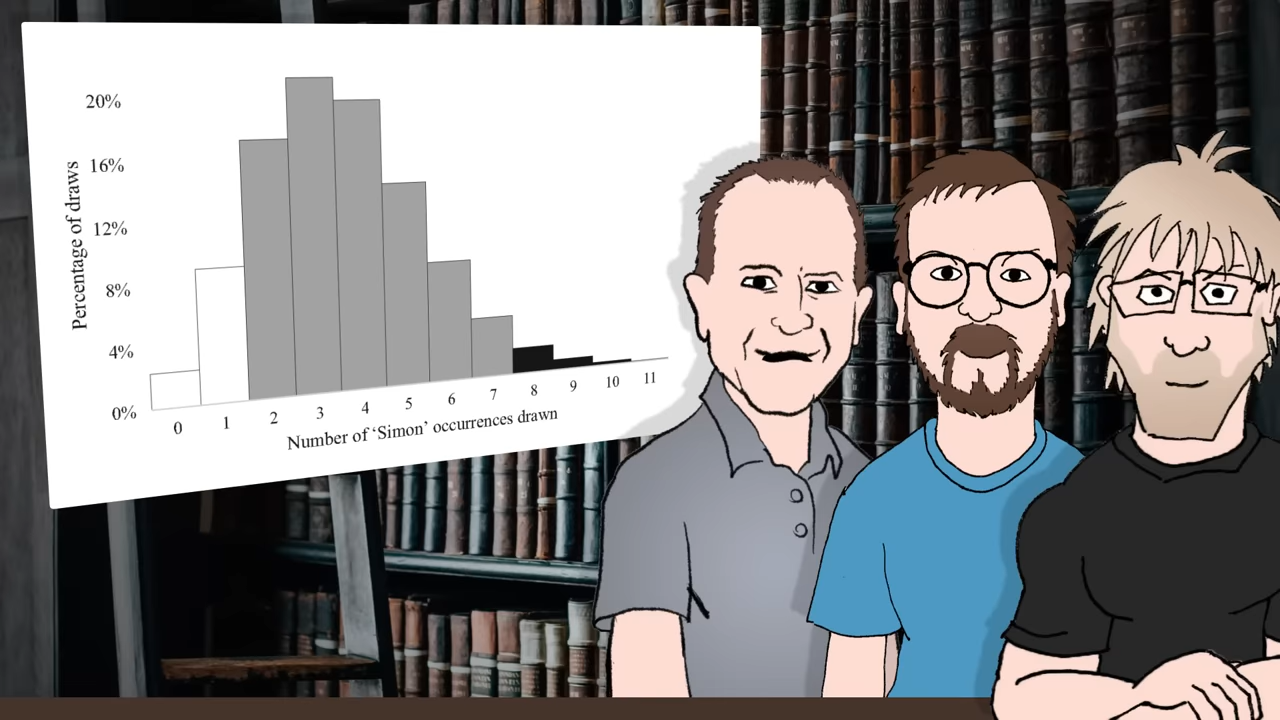 20%
16%
12%
8%
4%
0%
Percentage of draws
0 1 2 3 4 5 6 7 8 9 10 11
Number of ‘Simon’ occurrences drawn